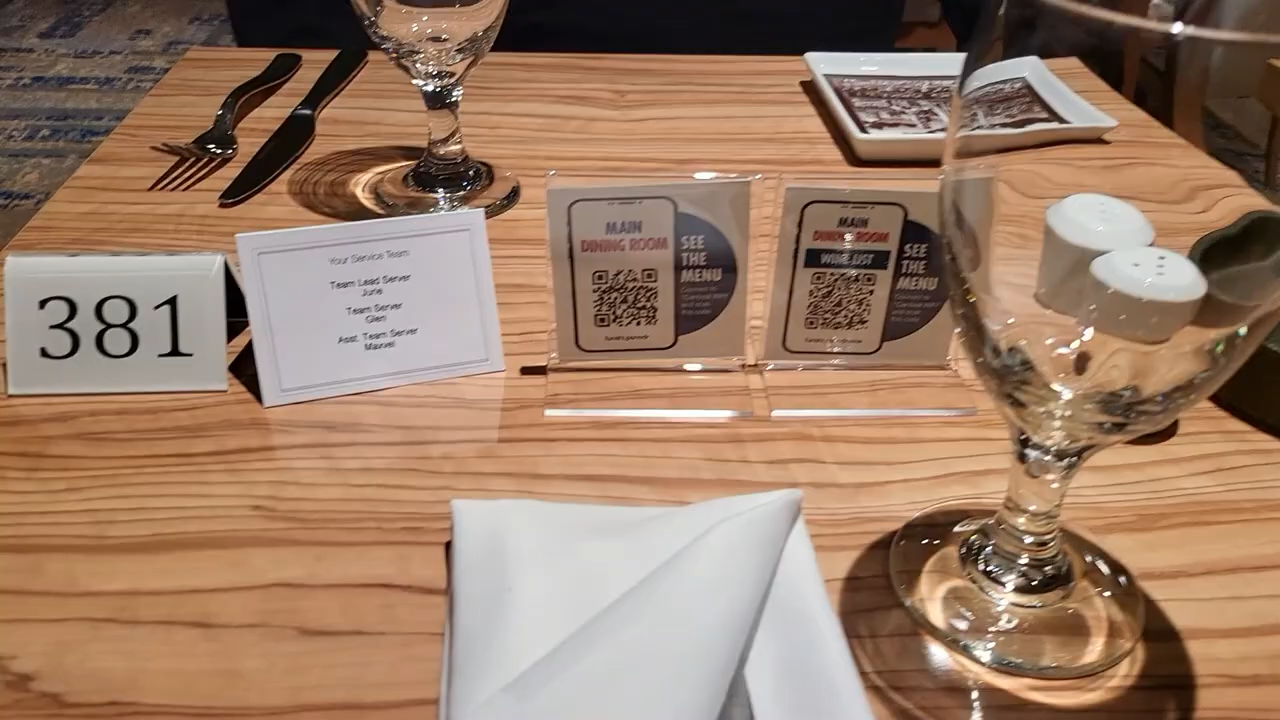 381
Your Service Team
Team Lead Server
June
Team Server
Glen
Asst. Team Server
Maxvel
MAIN
DINING ROOM
SEE
THE
MENU
MAIN
DINING ROOM
WINE LIST
SEE
THE
MENU